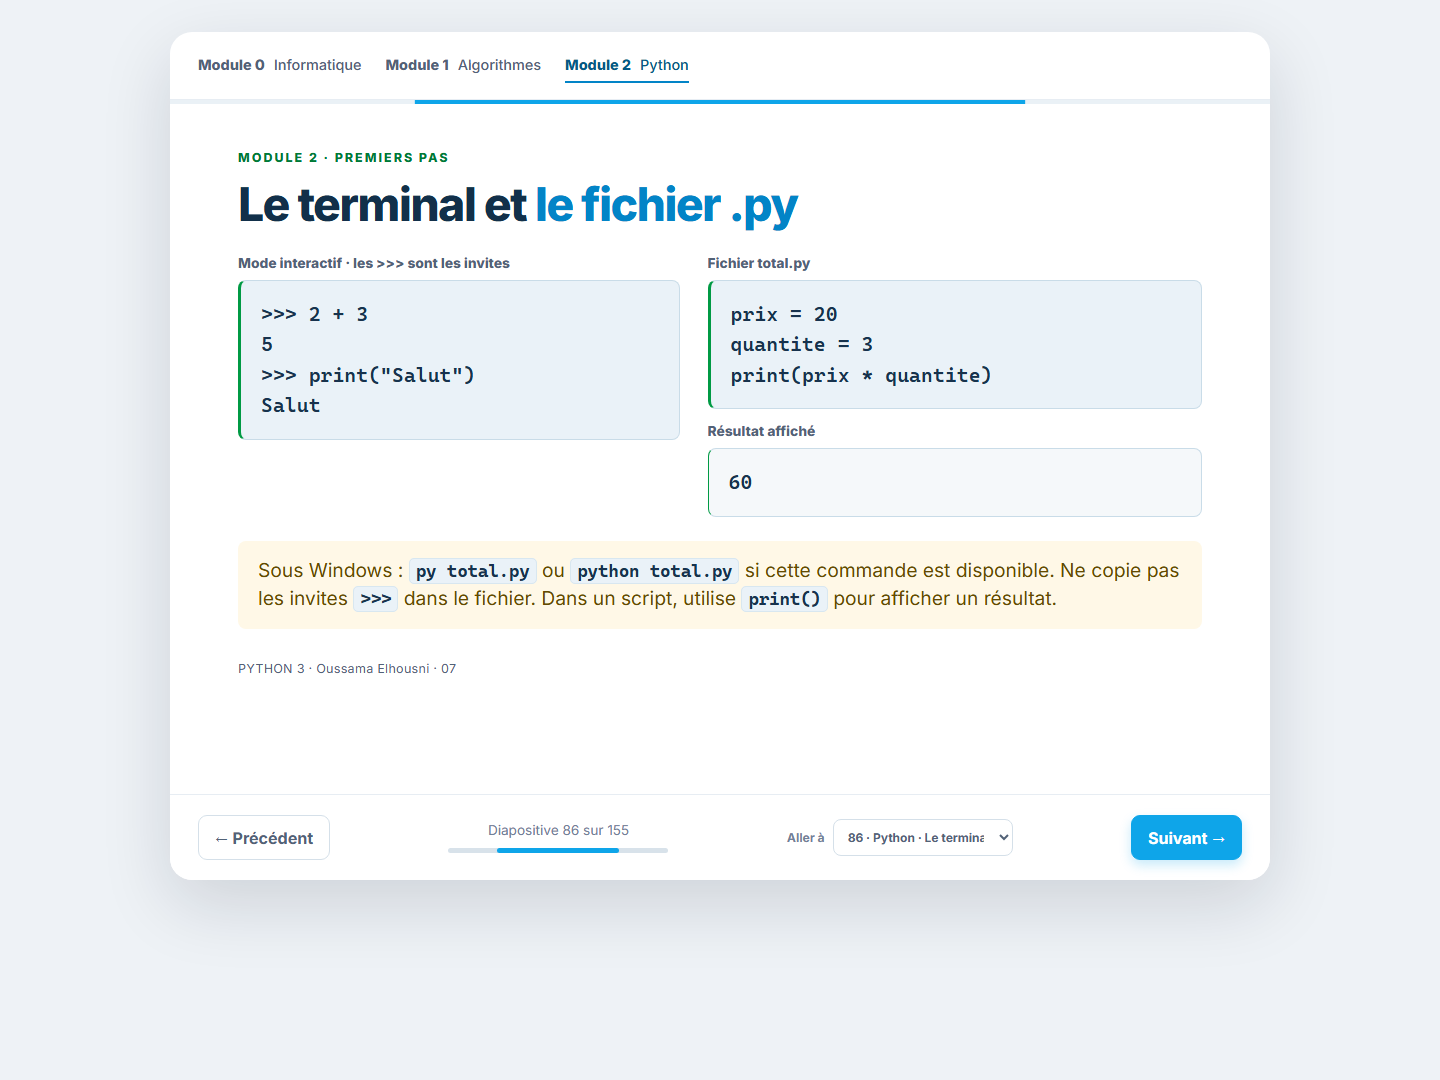 Module 0 Informatique Module 1 Algorithmes Module 2 Python
MODULE 2 · PREMIERS PAS
Le terminal et le fichier .py
Mode interactif · les >>> sont les invites
>>> 2 + 3
5
>>> print("Salut")
Salut
Fichier total.py
prix = 20
quantite = 3
print(prix * quantite)
Résultat affiché
60
Sous Windows : py total.py ou python total.py si cette commande est disponible. Ne copie pas
les invites >>> dans le fichier. Dans un script, utilise print() pour afficher un résultat.
PYTHON 3 · Oussama Elhousni · 07
← Précédent
Diapositive 86 sur 155
Aller à 86 · Python · Le termina
Suivant →